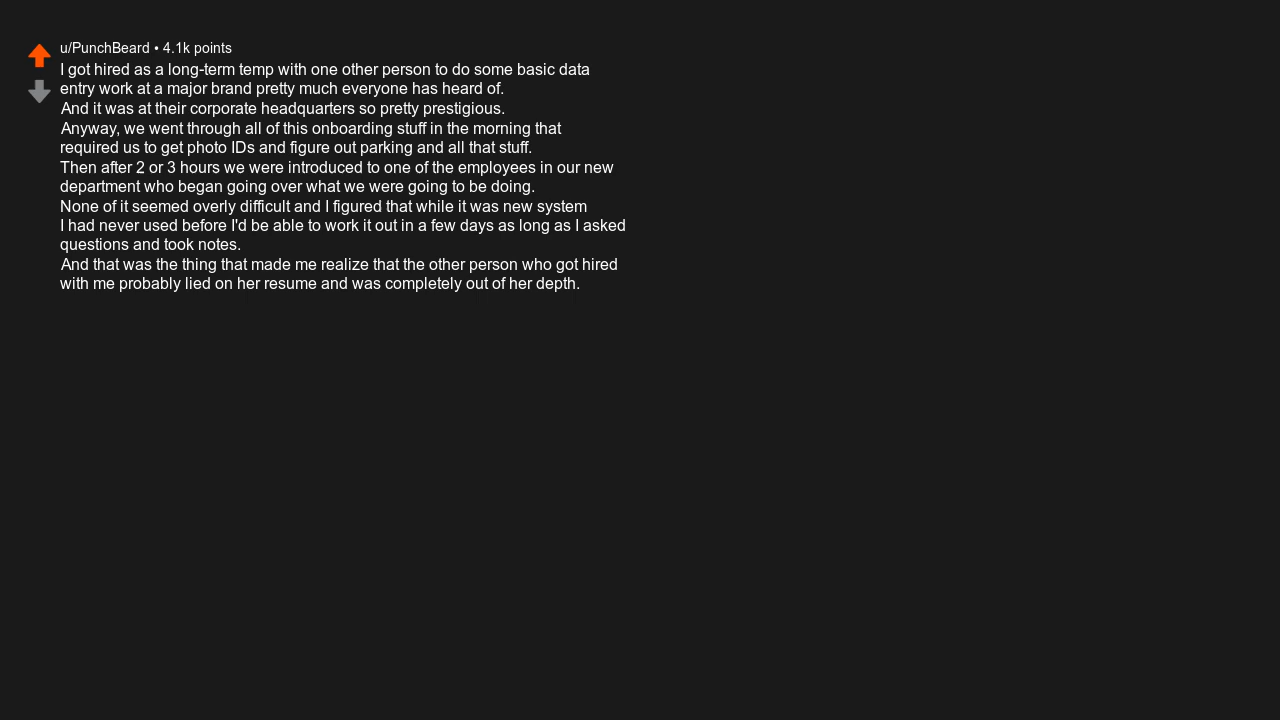 u/PunchBeard • 4.1k points
I got hired as a long-term temp with one other person to do some basic data
entry work at a major brand pretty much everyone has heard of.
And it was at their corporate headquarters so pretty prestigious.
Anyway, we went through all of this onboarding stuff in the morning that
required us to get photo IDs and figure out parking and all that stuff.
Then after 2 or 3 hours we were introduced to one of the employees in our new
department who began going over what we were going to be doing.
None of it seemed overly difficult and I figured that while it was new system
I had never used before I'd be able to work it out in a few days as long as I asked
questions and took notes.
And that was the thing that made me realize that the other person who got hired
with me probably lied on her resume and was completely out of her depth.